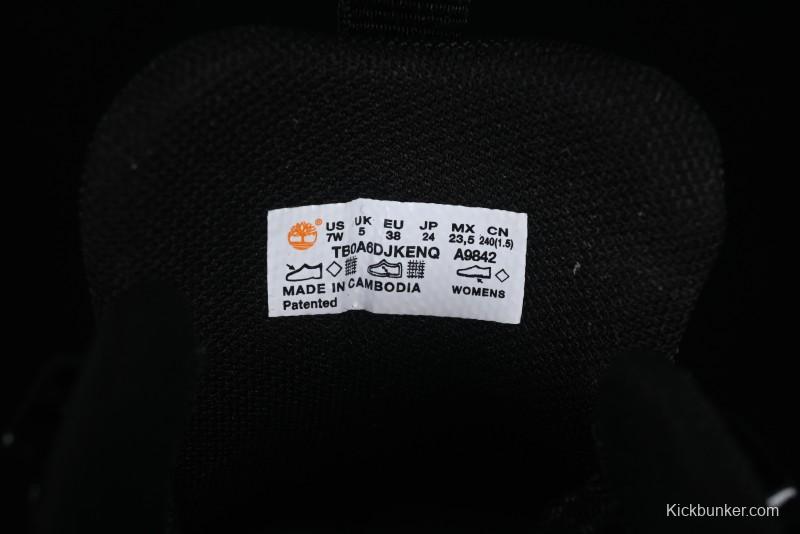 ® US UK EU JP MX CN
7W 5 38 24 23,5 240(1.5)
TB0A6DJKENQ A9842
MADE IN CAMBODIA WOMENS
Patented
Kickbunker.com